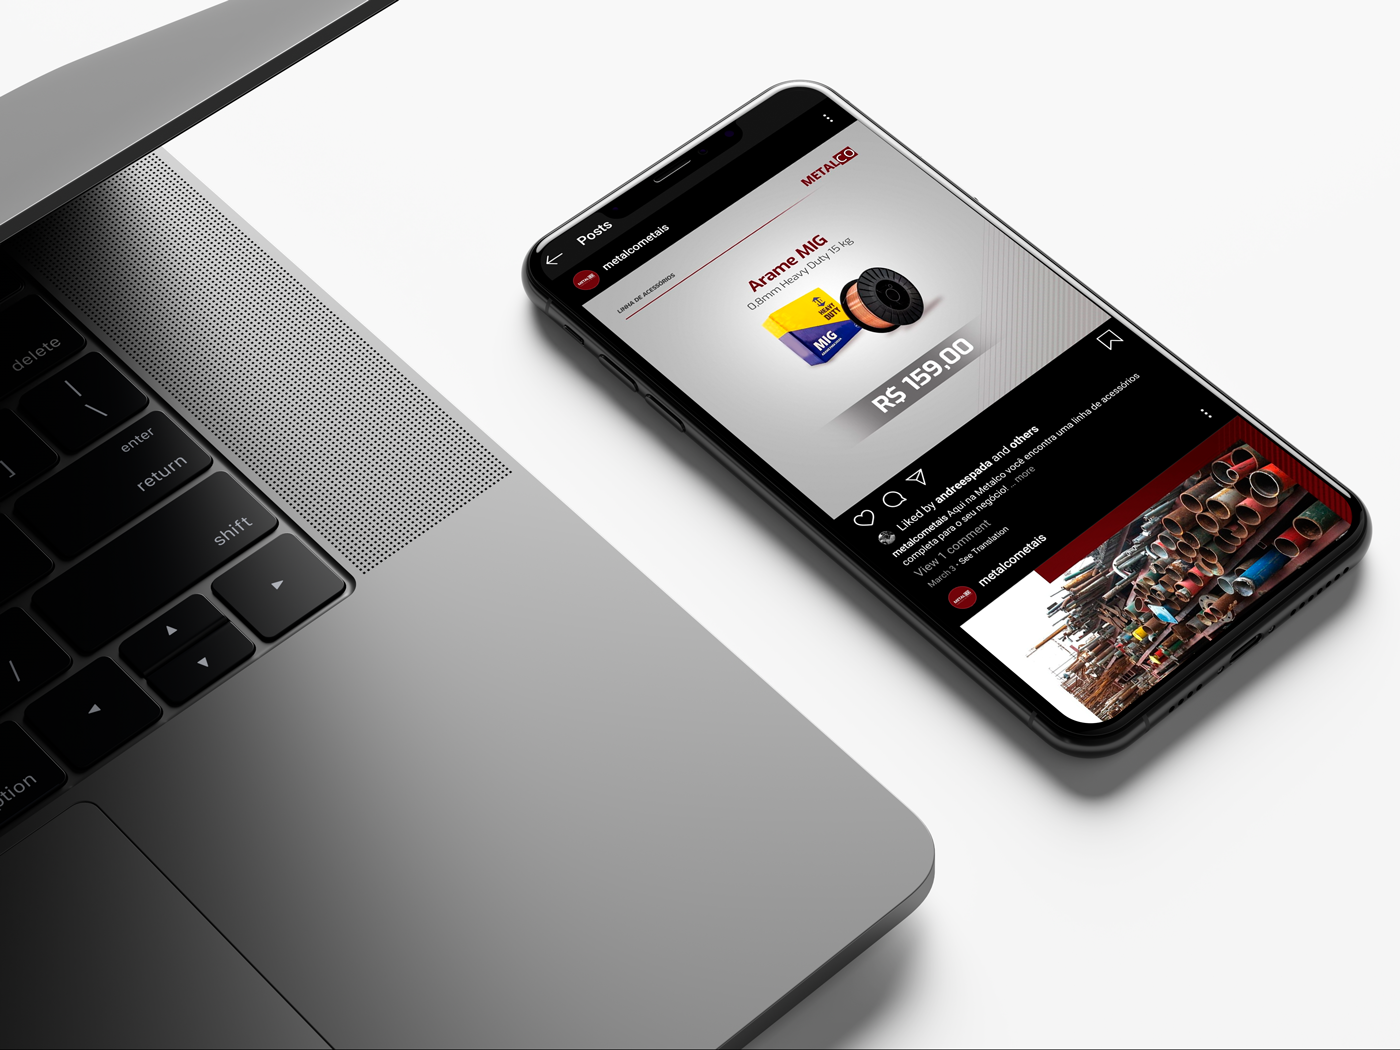 Posts
metalcometais
METALCO
LINHA DE ACESSÓRIOS
Arame MIG
0.8mm Heavy Duty 15 kg
HEAVY
DUTY
MIG
R$ 159,00
Liked by andreespada and others
metalcometais Aqui na Metalco você encontra uma linha de acessórios
completa para o seu negócio! ... more
View 1 comment
March 3 • See Translation
metalcometais
delete
\
]
enter
return
shift
/